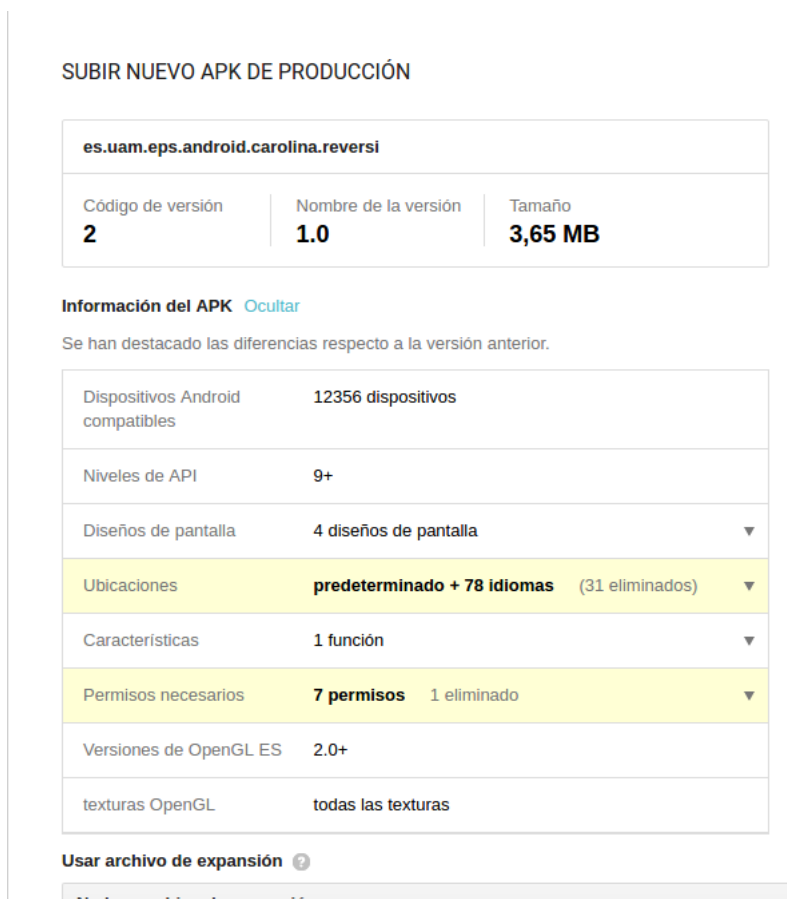 SUBIR NUEVO APK DE PRODUCCIÓN
es.uam.eps.android.carolina.reversi
Código de versión Nombre de la versión Tamaño
2 1.0 3,65 MB
Información del APK Ocultar
Se han destacado las diferencias respecto a la versión anterior.
Dispositivos Android 12356 dispositivos
compatibles
Niveles de API 9+
Diseños de pantalla 4 diseños de pantalla
Ubicaciones predeterminado + 78 idiomas (31 eliminados)
Características 1 función
Permisos necesarios 7 permisos 1 eliminado
Versiones de OpenGL ES 2.0+
texturas OpenGL todas las texturas
Usar archivo de expansión ?